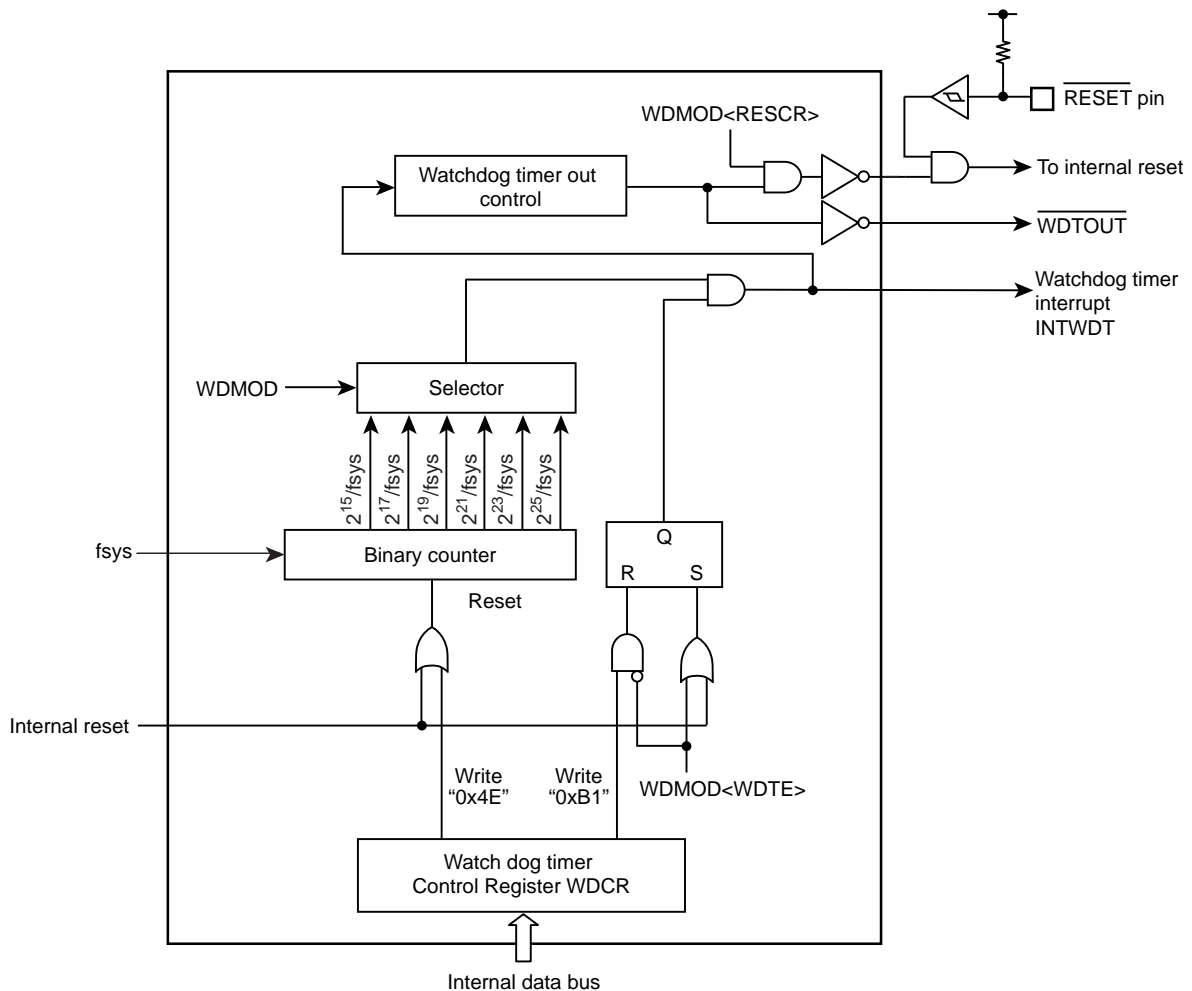 WDMOD<RESCR>
RESET pin
Watchdog timer out
control
To internal reset
WDTOUT
Watchdog timer
interrupt
INTWDT
WDMOD
Selector
2^15/fsys
2^17/fsys
2^19/fsys
2^21/fsys
2^23/fsys
2^25/fsys
fsys
Binary counter
Q
R S
Reset
Internal reset
Write
“0x4E”
Write
“0xB1”
WDMOD<WDTE>
Watch dog timer
Control Register WDCR
Internal data bus